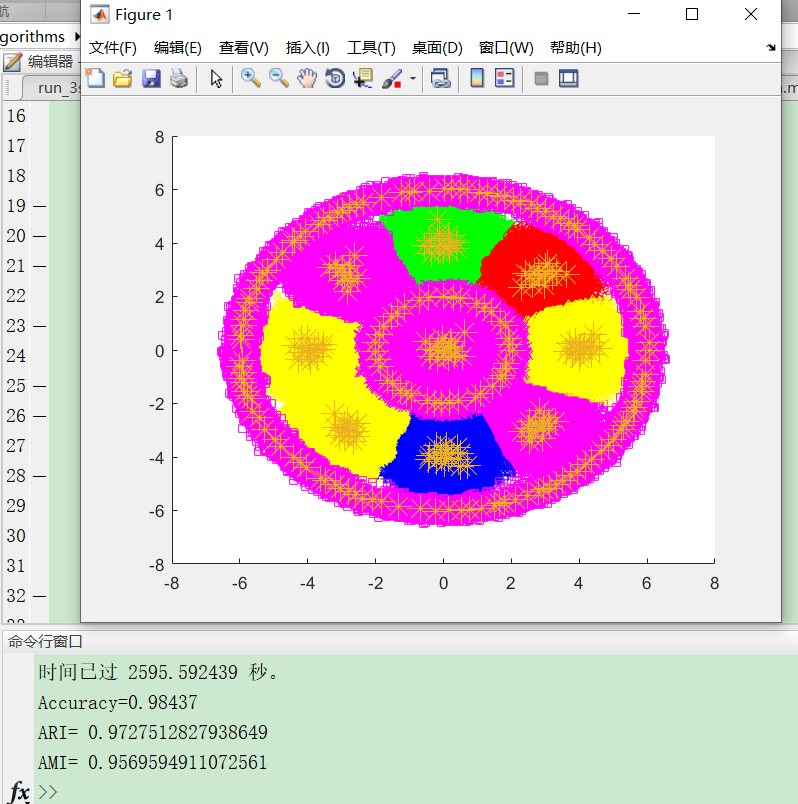 航
Figure 1
gorithms
文件(F) 编辑(E) 查看(V) 插入(I) 工具(T) 桌面(D) 窗口(W) 帮助(H)
编辑器
run_3s
.m
16
17
18
19
20
21
22
23
24
25
26
27
28
29
30
31
32
8
6
4
2
0
-2
-4
-6
-8
-8 -6 -4 -2 0 2 4 6 8
命令行窗口
时间已过 2595.592439 秒。
Accuracy=0.98437
ARI= 0.9727512827938649
AMI= 0.9569594911072561
fx >>